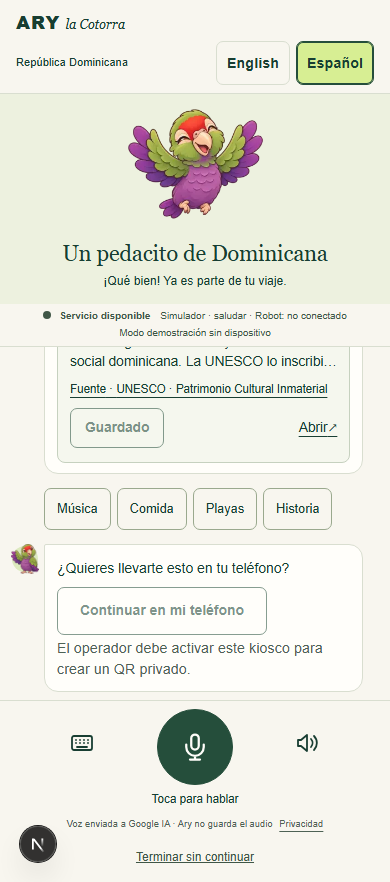 ARY la Cotorra
República Dominicana
English
Español
Un pedacito de Dominicana
¡Qué bien! Ya es parte de tu viaje.
Servicio disponible Simulador · saludar · Robot: no conectado
Modo demostración sin dispositivo
social dominicana. La UNESCO lo inscribi...
Fuente · UNESCO · Patrimonio Cultural Inmaterial
Guardado
Abrir↗
Música
Comida
Playas
Historia
¿Quieres llevarte esto en tu teléfono?
Continuar en mi teléfono
El operador debe activar este kiosco para
crear un QR privado.
Toca para hablar
Voz enviada a Google IA · Ary no guarda el audio Privacidad
N
Terminar sin continuar